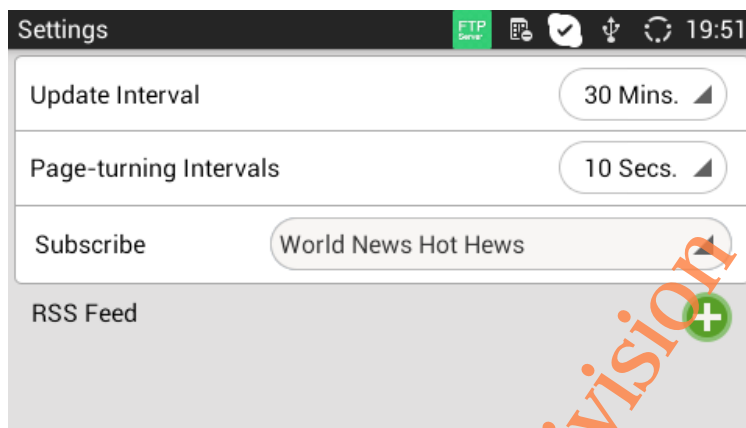 Settings
FTP
Server
19:51
Update Interval
30 Mins.
Page-turning Intervals
10 Secs.
Subscribe
World News Hot Hews
RSS Feed
ivision